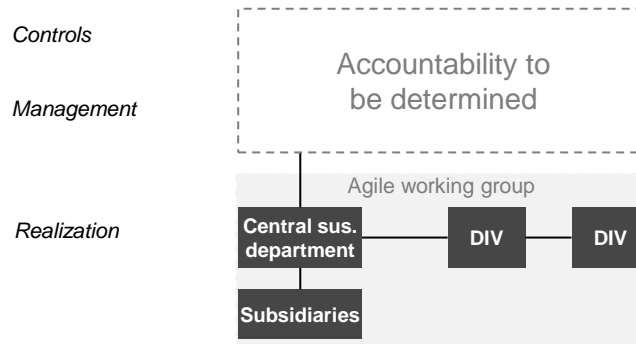 Controls
Accountability to
be determined
Management
Agile working group
Realization
Central sus.
department
DIV
DIV
Subsidiaries